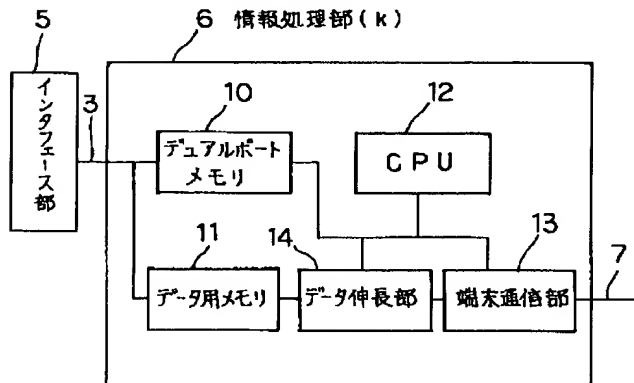 6 情報処理部(k)
5
インタフェース部
3
10
デュアルポート
メモリ
12
CPU
11
データ用メモリ
14
データ伸長部
13
端末通信部
7